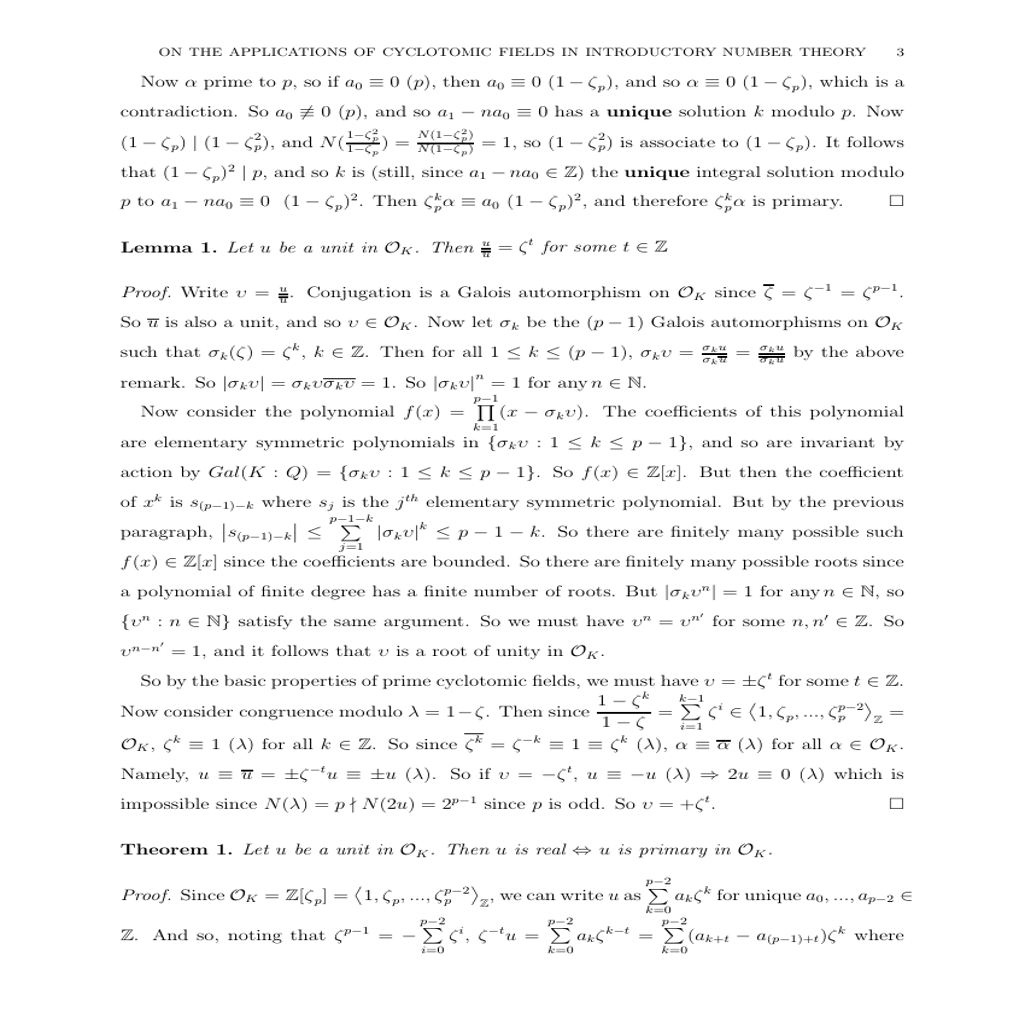 ON THE APPLICATIONS OF CYCLOTOMIC FIELDS IN INTRODUCTORY NUMBER THEORY 3
Now α prime to p, so if a₀ ≡ 0 (p), then a₀ ≡ 0 (1 − ζₚ), and so α ≡ 0 (1 − ζₚ), which is a
contradiction. So a₀ ≢ 0 (p), and so a₁ − na₀ ≡ 0 has a **unique** solution k modulo p. Now
$(1 - \zeta_p) \mid (1 - \zeta_p^2)$, and $N(\frac{1-\zeta_p^2}{1-\zeta_p}) = \frac{N(1-\zeta_p^2)}{N(1-\zeta_p)} = 1$, so $(1 - \zeta_p^2)$ is associate to $(1 - \zeta_p)$. It follows
that $(1 - \zeta_p)^2 \mid p$, and so k is (still, since $a_1 - na_0 \in \mathbb{Z}$) the **unique** integral solution modulo
p to $a_1 - na_0 \equiv 0 \ (1 - \zeta_p)^2$. Then $\zeta_p^k \alpha \equiv a_0 \ (1 - \zeta_p)^2$, and therefore $\zeta_p^k \alpha$ is primary. □
**Lemma 1.** Let u be a unit in $\mathcal{O}_K$. Then $\frac{u}{\overline{u}} = \zeta^t$ for some $t \in \mathbb{Z}$
Proof. Write $\upsilon = \frac{u}{\overline{u}}$. Conjugation is a Galois automorphism on $\mathcal{O}_K$ since $\overline{\zeta} = \zeta^{-1} = \zeta^{p-1}$.
So $\overline{u}$ is also a unit, and so $\upsilon \in \mathcal{O}_K$. Now let $\sigma_k$ be the (p − 1) Galois automorphisms on $\mathcal{O}_K$
such that $\sigma_k(\zeta) = \zeta^k$, $k \in \mathbb{Z}$. Then for all $1 \le k \le (p - 1)$, $\sigma_k \upsilon = \frac{\sigma_k u}{\sigma_k \overline{u}} = \frac{\sigma_k u}{\overline{\sigma_k u}}$ by the above
remark. So $|\sigma_k \upsilon| = \sigma_k \upsilon \overline{\sigma_k \upsilon} = 1$. So $|\sigma_k \upsilon|^n = 1$ for any $n \in \mathbb{N}$.
Now consider the polynomial $f(x) = \prod_{k=1}^{p-1} (x - \sigma_k \upsilon)$. The coefficients of this polynomial
are elementary symmetric polynomials in $\{\sigma_k \upsilon : 1 \le k \le p - 1\}$, and so are invariant by
action by $Gal(K : Q) = \{\sigma_k \upsilon : 1 \le k \le p - 1\}$. So $f(x) \in \mathbb{Z}[x]$. But then the coefficient
of $x^k$ is $s_{(p-1)-k}$ where $s_j$ is the $j^{th}$ elementary symmetric polynomial. But by the previous
paragraph, $|s_{(p-1)-k}| \le \sum_{j=1}^{p-1-k} |\sigma_k \upsilon|^k \le p - 1 - k$. So there are finitely many possible such
$f(x) \in \mathbb{Z}[x]$ since the coefficients are bounded. So there are finitely many possible roots since
a polynomial of finite degree has a finite number of roots. But $|\sigma_k \upsilon^n| = 1$ for any $n \in \mathbb{N}$, so
$\{\upsilon^n : n \in \mathbb{N}\}$ satisfy the same argument. So we must have $\upsilon^n = \upsilon^{n'}$ for some $n, n' \in \mathbb{Z}$. So
$\upsilon^{n-n'} = 1$, and it follows that $\upsilon$ is a root of unity in $\mathcal{O}_K$.
So by the basic properties of prime cyclotomic fields, we must have $\upsilon = \pm\zeta^t$ for some $t \in \mathbb{Z}$.
Now consider congruence modulo $\lambda = 1 - \zeta$. Then since $\frac{1 - \zeta^k}{1 - \zeta} = \sum_{i=1}^{k-1} \zeta^i \in \langle 1, \zeta_p, ..., \zeta_p^{p-2} \rangle_{\mathbb{Z}} =$
$\mathcal{O}_K$, $\zeta^k \equiv 1 \ (\lambda)$ for all $k \in \mathbb{Z}$. So since $\overline{\zeta^k} = \zeta^{-k} \equiv 1 \equiv \zeta^k \ (\lambda)$, $\alpha \equiv \overline{\alpha} \ (\lambda)$ for all $\alpha \in \mathcal{O}_K$.
Namely, $u \equiv \overline{u} = \pm\zeta^{-t} u \equiv \pm u \ (\lambda)$. So if $\upsilon = -\zeta^t$, $u \equiv -u \ (\lambda) \Rightarrow 2u \equiv 0 \ (\lambda)$ which is
impossible since $N(\lambda) = p \nmid N(2u) = 2^{p-1}$ since p is odd. So $\upsilon = +\zeta^t$. □
**Theorem 1.** Let u be a unit in $\mathcal{O}_K$. Then u is real ⇔ u is primary in $\mathcal{O}_K$.
Proof. Since $\mathcal{O}_K = \mathbb{Z}[\zeta_p] = \langle 1, \zeta_p, ..., \zeta_p^{p-2} \rangle_{\mathbb{Z}}$, we can write u as $\sum_{k=0}^{p-2} a_k \zeta^k$ for unique $a_0, ..., a_{p-2} \in$
$\mathbb{Z}$. And so, noting that $\zeta^{p-1} = -\sum_{i=0}^{p-2} \zeta^i$, $\zeta^{-t} u = \sum_{k=0}^{p-2} a_k \zeta^{k-t} = \sum_{k=0}^{p-2} (a_{k+t} - a_{(p-1)+t}) \zeta^k$ where